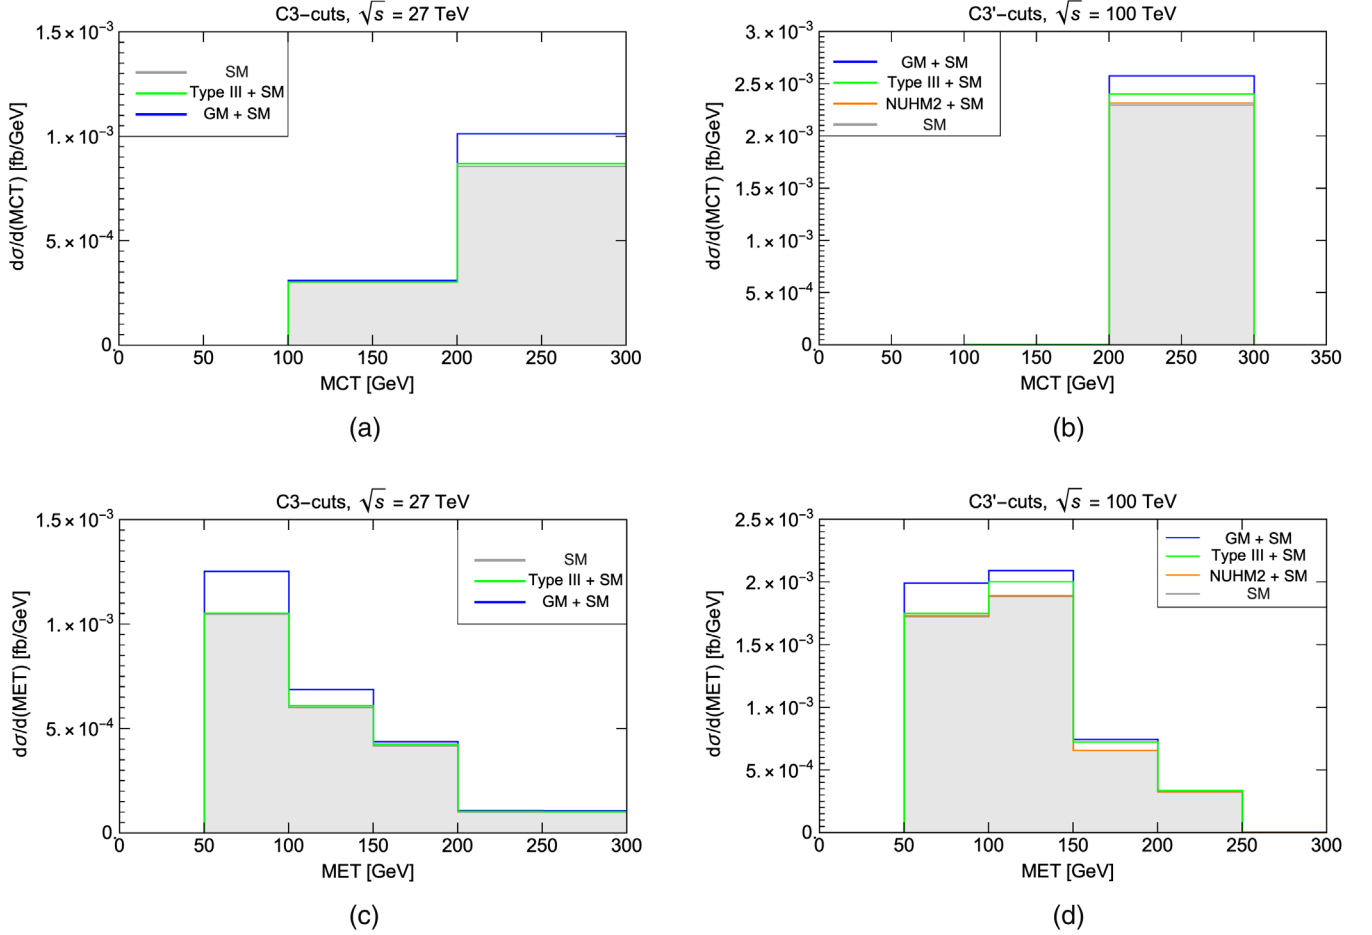 C3−cuts, √s = 27 TeV
1.5×10⁻³
1.×10⁻³
5.×10⁻⁴
0.
dσ/d(MCT) [fb/GeV]
SM
Type III + SM
GM + SM
0 50 100 150 200 250 300
MCT [GeV]
(a)
C3'−cuts, √s = 100 TeV
3.×10⁻³
2.5×10⁻³
2.×10⁻³
1.5×10⁻³
1.×10⁻³
5.×10⁻⁴
0.
dσ/d(MCT) [fb/GeV]
GM + SM
Type III + SM
NUHM2 + SM
SM
0 50 100 150 200 250 300 350
MCT [GeV]
(b)
C3−cuts, √s = 27 TeV
1.5×10⁻³
1.×10⁻³
5.×10⁻⁴
0.
dσ/d(MET) [fb/GeV]
SM
Type III + SM
GM + SM
0 50 100 150 200 250 300
MET [GeV]
(c)
C3'−cuts, √s = 100 TeV
2.5×10⁻³
2.×10⁻³
1.5×10⁻³
1.×10⁻³
5.×10⁻⁴
0.
dσ/d(MET) [fb/GeV]
GM + SM
Type III + SM
NUHM2 + SM
SM
0 50 100 150 200 250 300
MET [GeV]
(d)